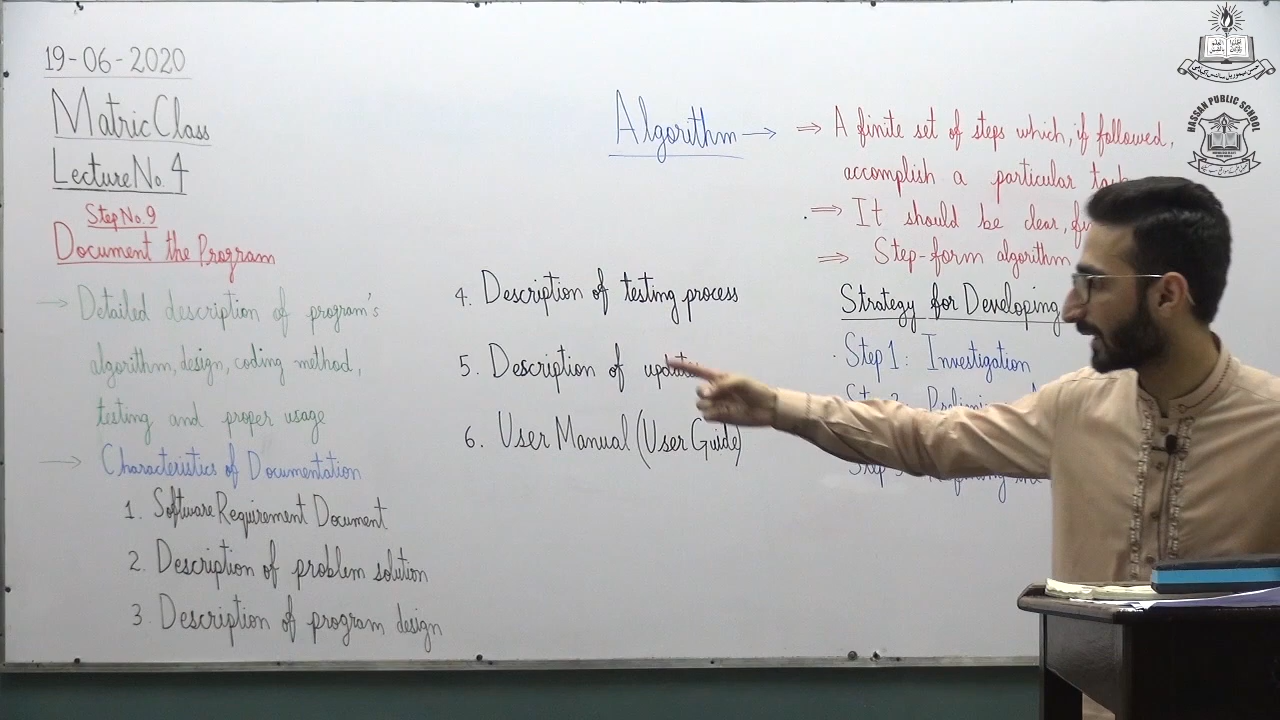 19-06-2020
Matric Class
Lecture No. 4
Step No. 9
Document the Program
→ Detailed description of program's
algorithm, design, coding method,
testing and proper usage
→ Characteristics of Documentation
1. Software Requirement Document
2. Description of problem solution
3. Description of program design
4. Description of testing process
5. Description of
6. User Manual (User Guide)
Algorithm → ⇒ A finite set of steps which, if followed,
accomplish a particular
⇒ It should be clear,
⇒ Step-form algorithm
Strategy for Developing
Step 1: Investigation
HASSAN PUBLIC SCHOOL